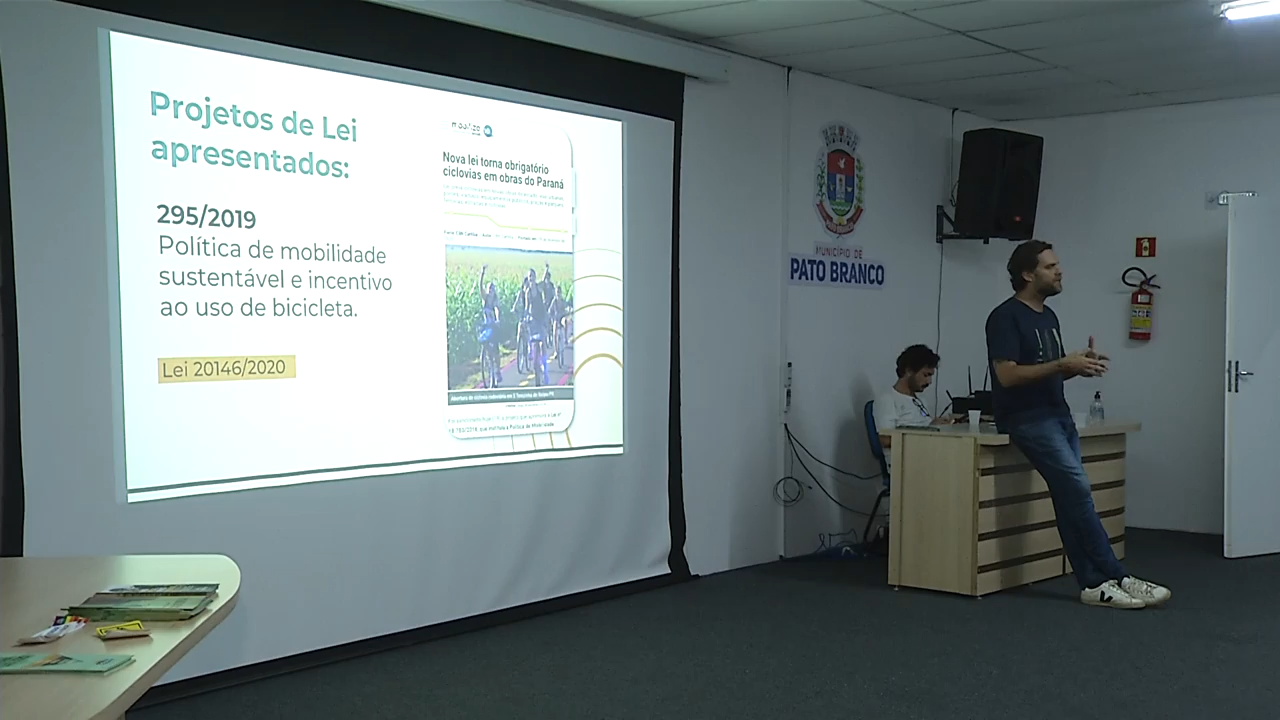 Projetos de Lei
apresentados:
295/2019
Política de mobilidade
sustentável e incentivo
ao uso de bicicleta.
Lei 20146/2020
Nova lei torna obrigatório
ciclovias em obras do Paraná
MUNICÍPIO DE
PATO BRANCO